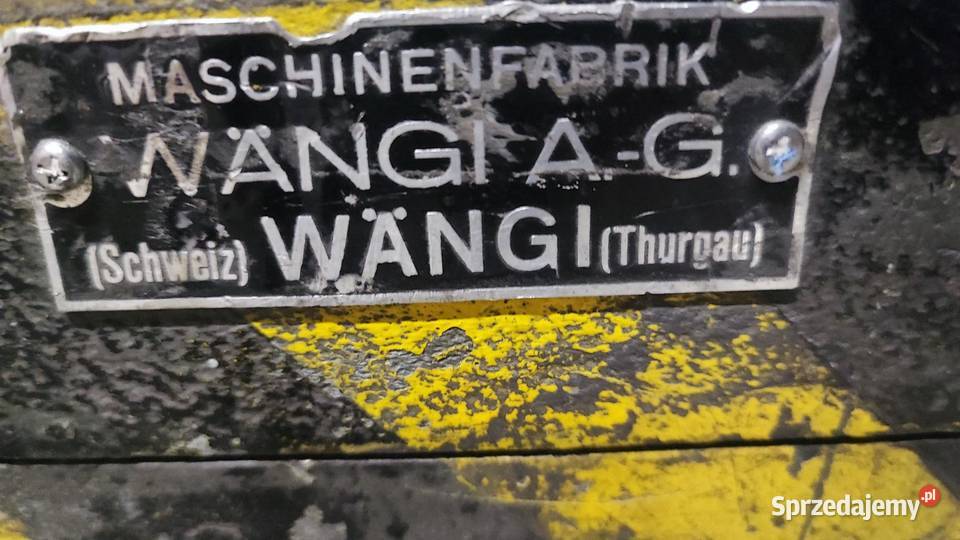 MASCHINENFABRIK
WÄNGI A.-G.
(Schweiz) WÄNGI (Thurgau)
Sprzedajemy.pl